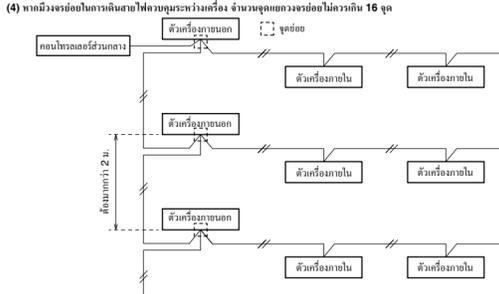 (4) หากมีวงจรย่อยในการเดินสายไฟควบคุมระหว่างเครื่อง จำนวนจุดแยกวงจรย่อยไม่ควรเกิน 16 จุด
ตัวเครื่องภายนอก
จุดย่อย
คอนโทรลเลอร์ส่วนกลาง
ตัวเครื่องภายใน
ตัวเครื่องภายใน
ตัวเครื่องภายนอก
ต้องมากกว่า 2 ม.
ตัวเครื่องภายใน
ตัวเครื่องภายใน
ตัวเครื่องภายนอก
ตัวเครื่องภายใน
ตัวเครื่องภายใน